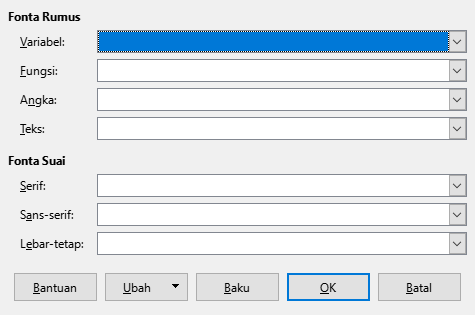 Fonta Rumus
Variabel:
Fungsi:
Angka:
Teks:
Fonta Suai
Serif:
Sans-serif:
Lebar-tetap:
Bantuan Ubah Baku OK Batal